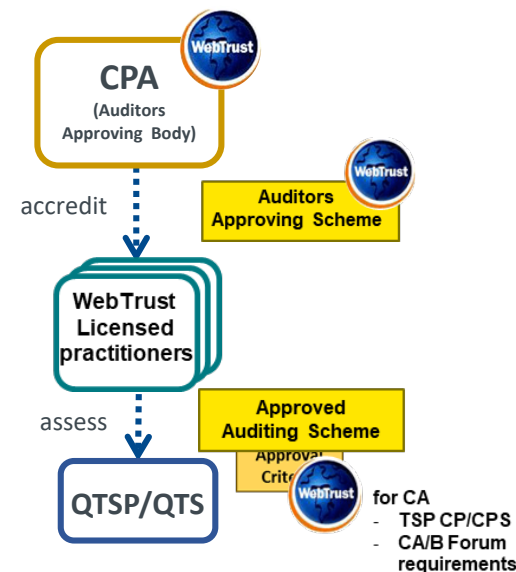 WebTrust
CPA
(Auditors
Approving Body)
WebTrust
accredit
Auditors
Approving Scheme
WebTrust
Licensed
practitioners
Approved
Auditing Scheme
assess
Approval
WebTrust
QTSP/QTS
for CA
- TSP CP/CPS
- CA/B Forum
requirements